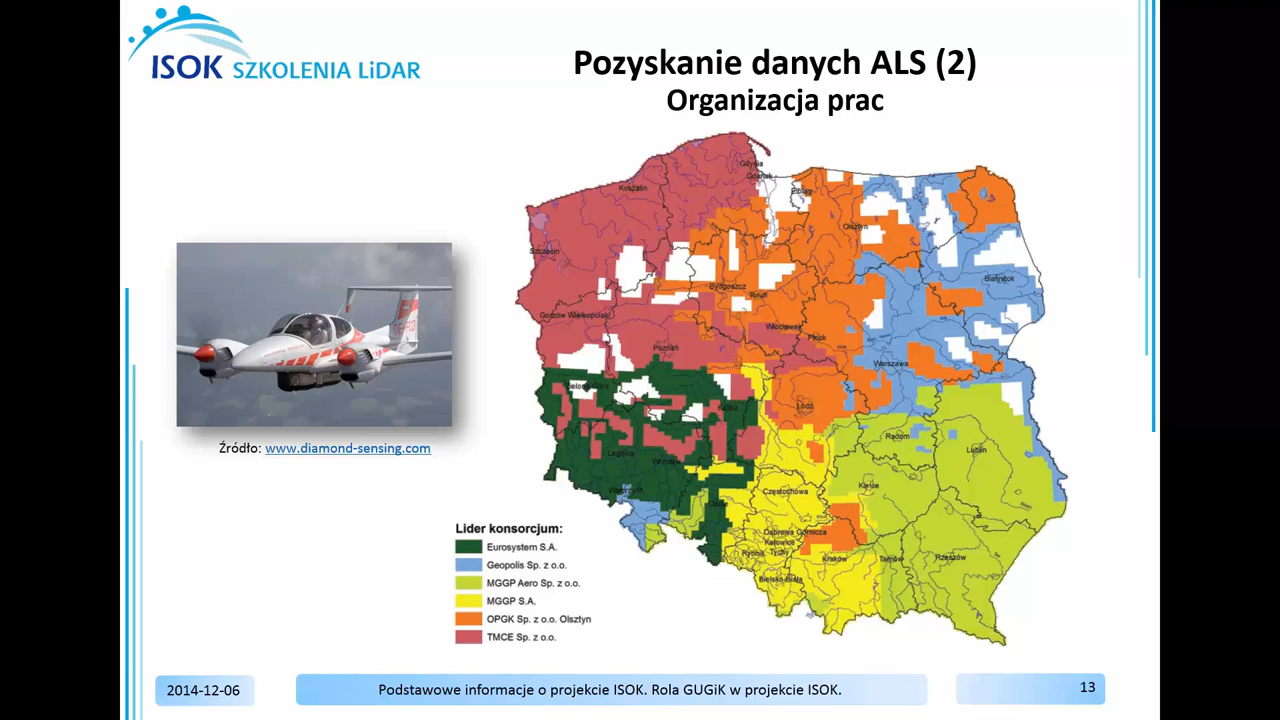 ISOK SZKOLENIA LiDAR
Pozyskanie danych ALS (2)
Organizacja prac
Gdynia
Gdańsk
Koszalin
Elbląg
Olsztyn
Szczecin
Białystok
Bydgoszcz
Toruń
Gorzów Wielkopolski
Włocławek
Płock
Poznań
Warszawa
Zielona Góra
Kalisz
Łódź
Radom
Legnica
Wrocław
Lublin
Wałbrzych
Opole
Częstochowa
Kielce
Dąbrowa Górnicza
Katowice
Tychy
Rybnik
Kraków
Tarnów
Rzeszów
Bielsko-Biała
Źródło: www.diamond-sensing.com
Lider konsorcjum:
Eurosystem S.A.
Geopolis Sp. z o.o.
MGGP Aero Sp. z o.o.
MGGP S.A.
OPGK Sp. z o.o. Olsztyn
TMCE Sp. z o.o.
2014-12-06
Podstawowe informacje o projekcie ISOK. Rola GUGiK w projekcie ISOK.
13